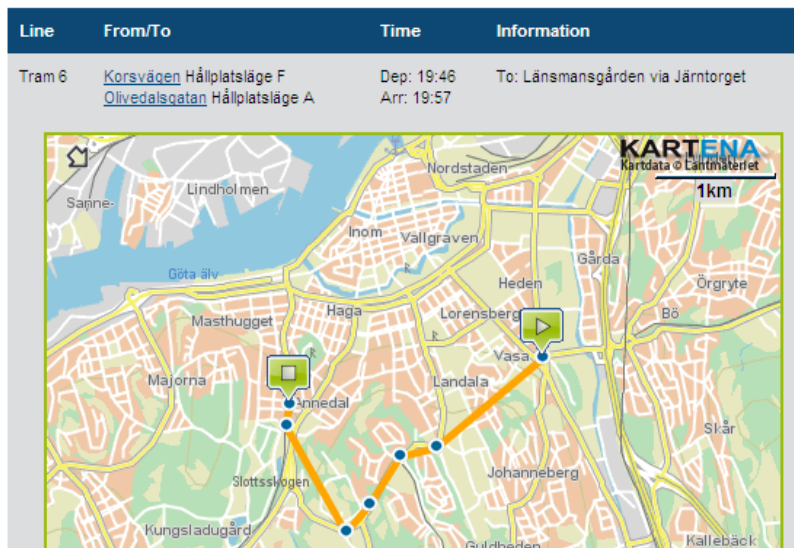 Line From/To Time Information
Tram 6 Korsvägen Hållplatsläge F Dep: 19:46 To: Länsmansgården via Järntorget
Olivedalsgatan Hållplatsläge A Arr: 19:57
KARTENA
Kartdata © Lantmäteriet
1km
Nordstaden
Lindholmen
Sanne-
Inom Vallgraven
Gårda
Göta älv
Heden
Örgryte
Haga
Lorensberg
Bö
Masthugget
Vasa
Majorna
Landala
Annedal
Skår
Johanneberg
Slottsskogen
Kungsladugård
Guldheden
Kallebäck